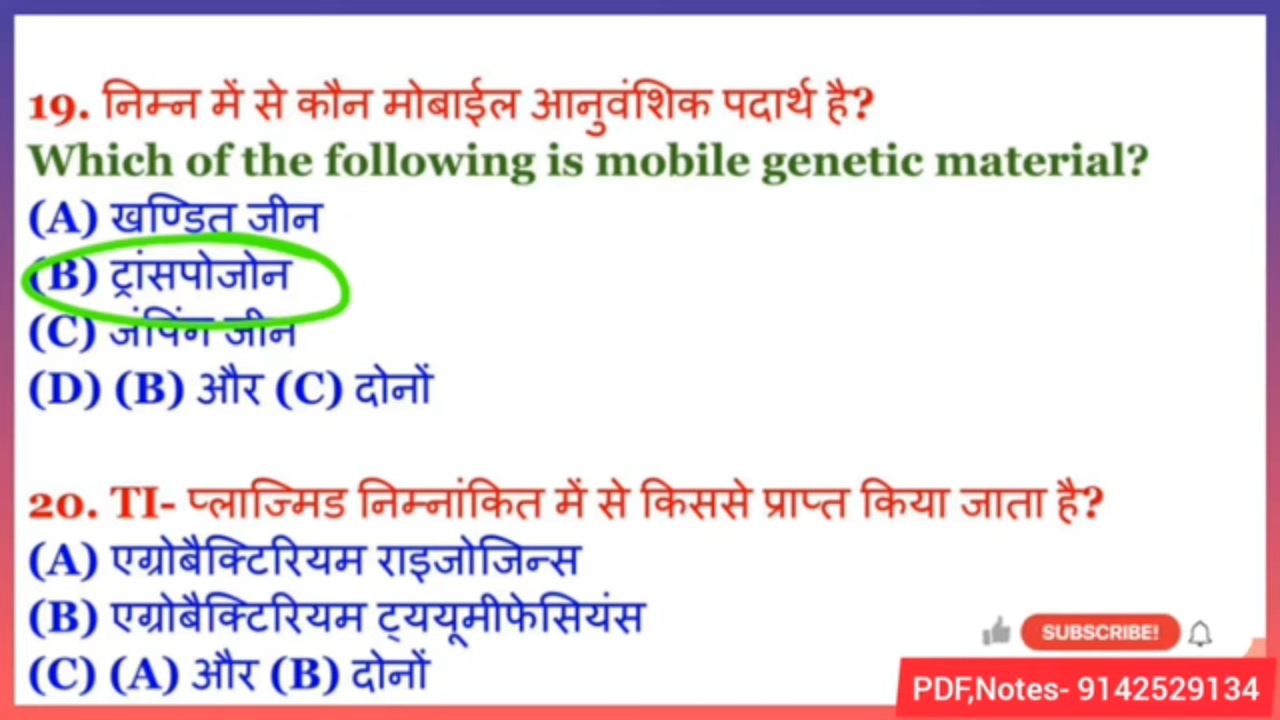 19. निम्न में से कौन मोबाईल आनुवंशिक पदार्थ है?
Which of the following is mobile genetic material?
(A) खण्डित जीन
(B) ट्रांसपोजोन
(C) जंपिंग जीन
(D) (B) और (C) दोनों
20. TI- प्लाज्मिड निम्नांकित में से किससे प्राप्त किया जाता है?
(A) एग्रोबैक्टिरियम राइजोजिन्स
(B) एग्रोबैक्टिरियम ट्ययूमीफेसियंस
(C) (A) और (B) दोनों
SUBSCRIBE!
PDF,Notes- 9142529134